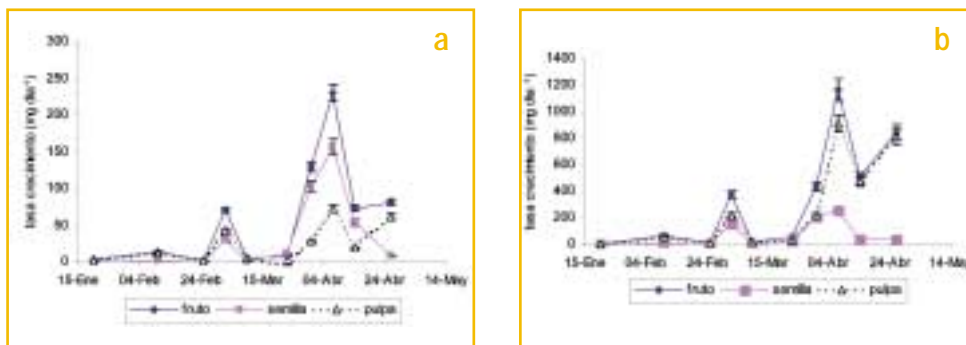 a
tasa crecimiento (mg dia⁻¹)
300
250
200
150
100
50
0
15-Ene 04-Feb 24-Feb 15-Mar 04-Abr 24-Abr 14-May
fruto semilla pulpa
b
tasa crecimiento (mg dia⁻¹)
1400
1200
1000
800
600
400
200
0
15-Ene 04-Feb 24-Feb 15-Mar 04-Abr 24-Abr 14-May
fruto semilla pulpa